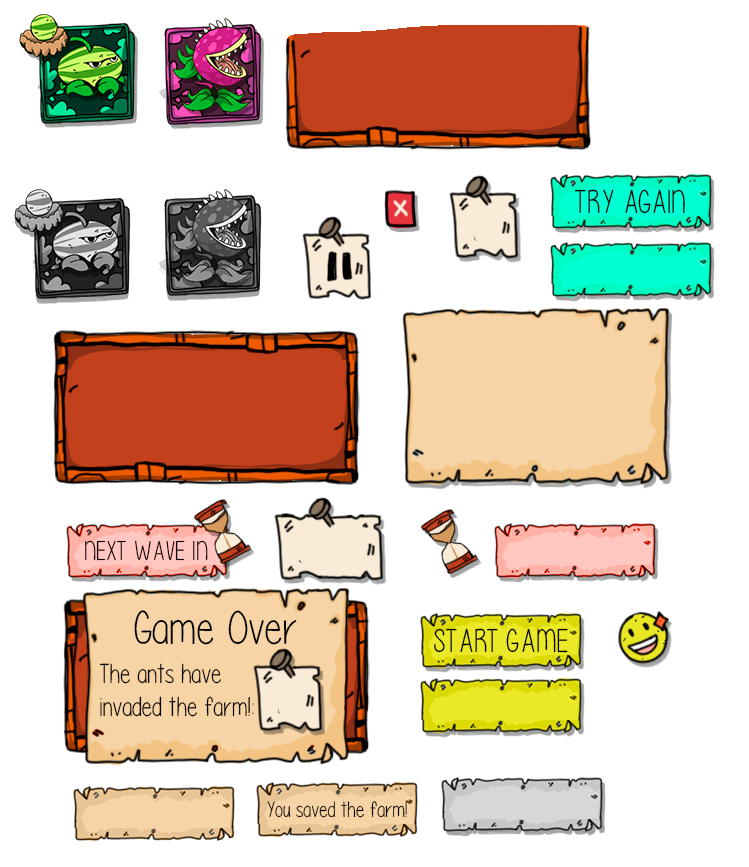 TRY AGAIN
NEXT WAVE IN
Game Over
The ants have
invaded the farm!:
START GAME
You saved the farm!